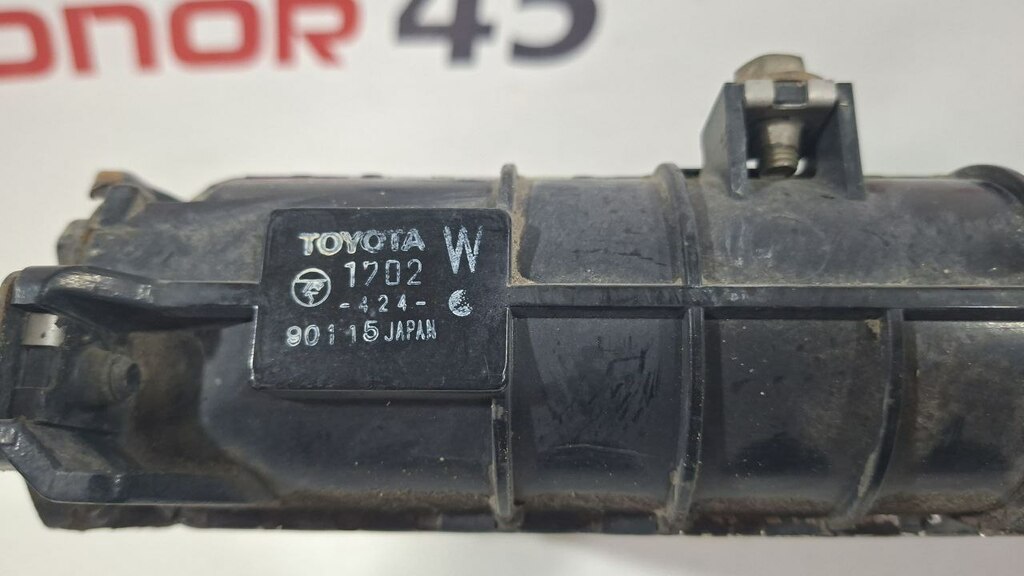 ONOR 45
TOYOTA W
1702
-424-
90115 JAPAN